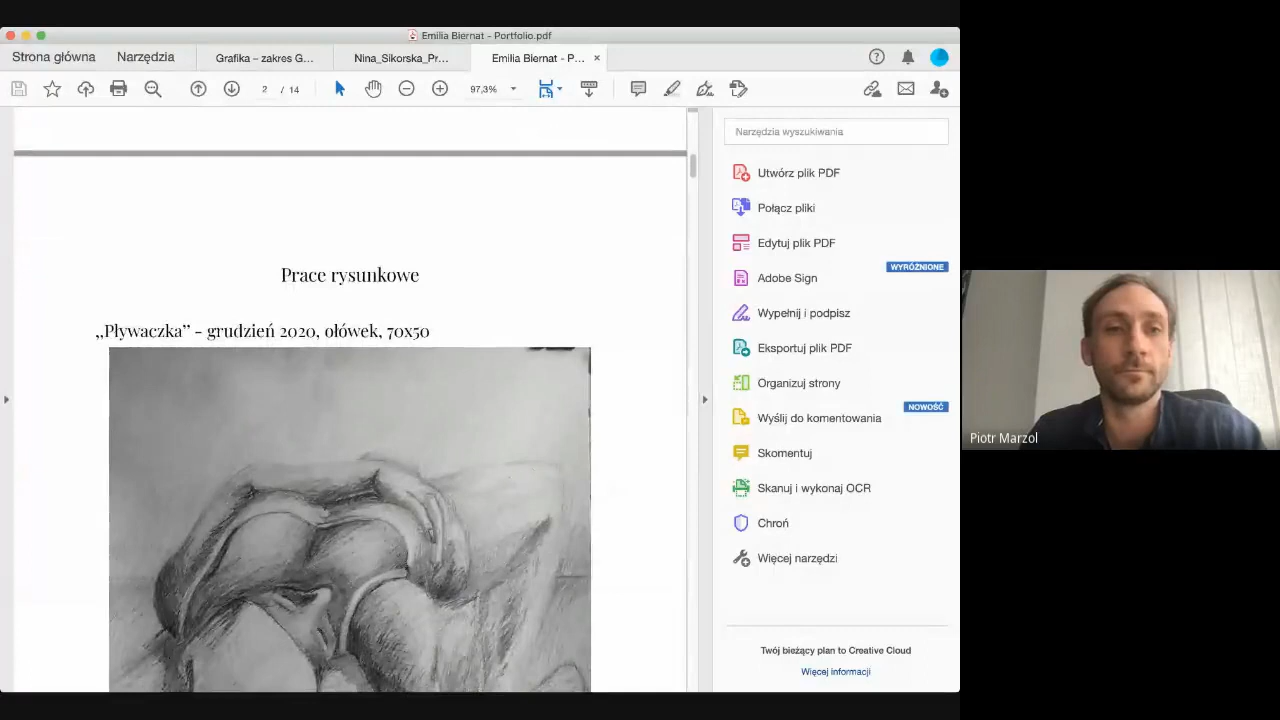 Emilia Biernat - Portfolio.pdf
Strona główna
Narzędzia
Grafika – zakres G...
Nina_Sikorska_Pr...
Emilia Biernat - P...
2 / 14
97,3%
Narzędzia wyszukiwania
Utwórz plik PDF
Połącz pliki
Edytuj plik PDF
WYRÓŻNIONE
Adobe Sign
Wypełnij i podpisz
Eksportuj plik PDF
Organizuj strony
NOWOŚĆ
Wyślij do komentowania
Skomentuj
Skanuj i wykonaj OCR
Chroń
Więcej narzędzi
Twój bieżący plan to Creative Cloud
Więcej informacji
Prace rysunkowe
,,Pływaczka” - grudzień 2020, ołówek, 70x50
Piotr Marzol